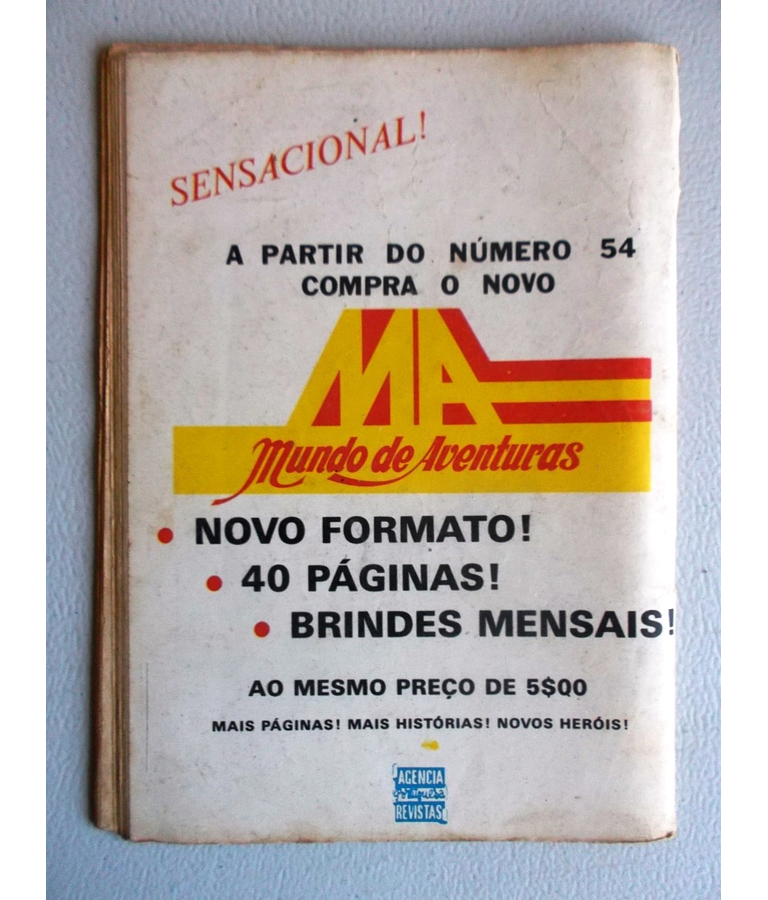 SENSACIONAL!
A PARTIR DO NÚMERO 54
COMPRA O NOVO
MA
Mundo de Aventuras
• NOVO FORMATO!
• 40 PÁGINAS!
• BRINDES MENSAIS!
AO MESMO PREÇO DE 5$00
MAIS PÁGINAS! MAIS HISTÓRIAS! NOVOS HERÓIS!
AGENCIA
portuguesa
REVISTAS